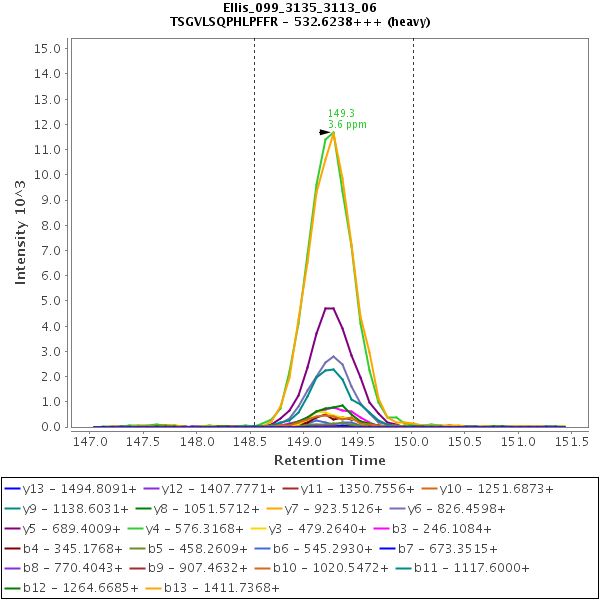 Ellis_099_3135_3113_06
TSGVLSQPHLPFFR - 532.6238+++ (heavy)
149.3
3.6 ppm
15.0
14.0
13.0
12.0
11.0
10.0
9.0
8.0
7.0
6.0
5.0
4.0
3.0
2.0
1.0
0.0
Intensity 10^3
147.0 147.5 148.0 148.5 149.0 149.5 150.0 150.5 151.0 151.5
Retention Time
y13 - 1494.8091+ y12 - 1407.7771+ y11 - 1350.7556+ y10 - 1251.6873+
y9 - 1138.6031+ y8 - 1051.5712+ y7 - 923.5126+ y6 - 826.4598+
y5 - 689.4009+ y4 - 576.3168+ y3 - 479.2640+ b3 - 246.1084+
b4 - 345.1768+ b5 - 458.2609+ b6 - 545.2930+ b7 - 673.3515+
b8 - 770.4043+ b9 - 907.4632+ b10 - 1020.5472+ b11 - 1117.6000+
b12 - 1264.6685+ b13 - 1411.7368+